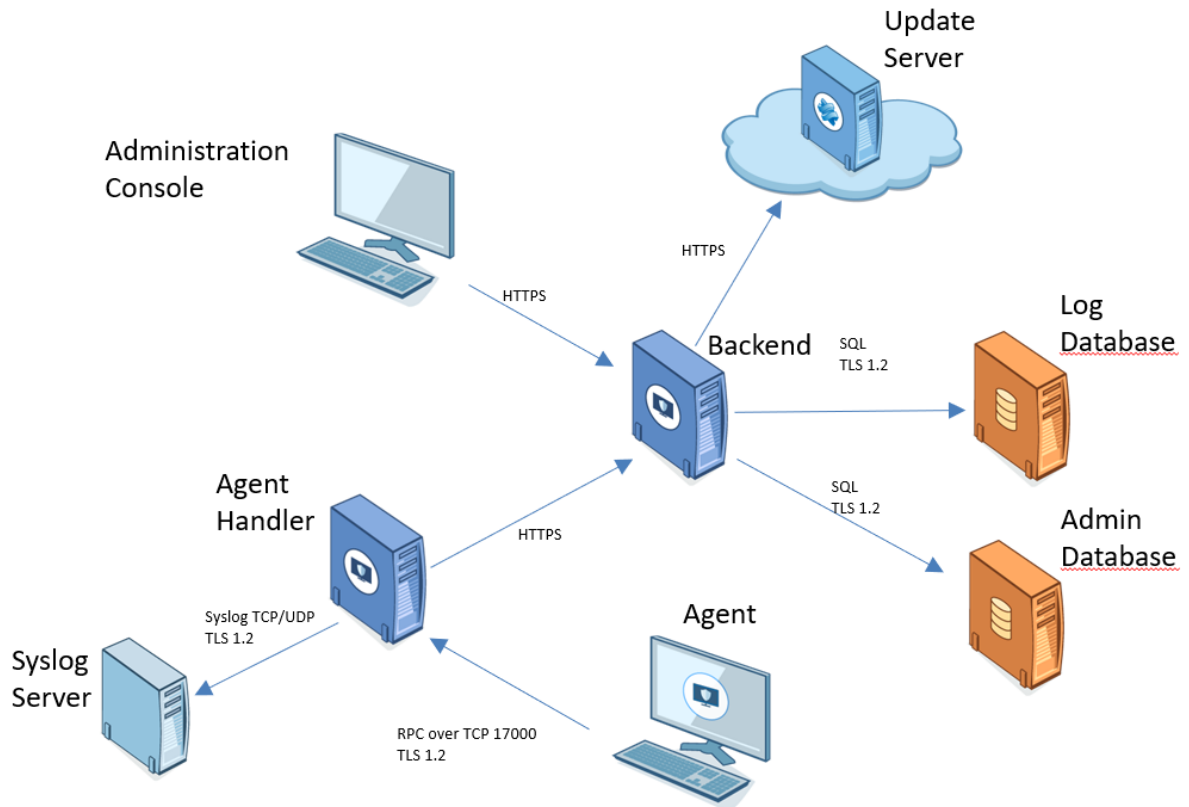 Update
Server
Administration
Console
HTTPS
HTTPS
Log
Database
Backend
SQL
TLS 1.2
SQL
TLS 1.2
Agent
Handler
HTTPS
Admin
Database
Syslog TCP/UDP
TLS 1.2
Agent
Syslog
Server
RPC over TCP 17000
TLS 1.2